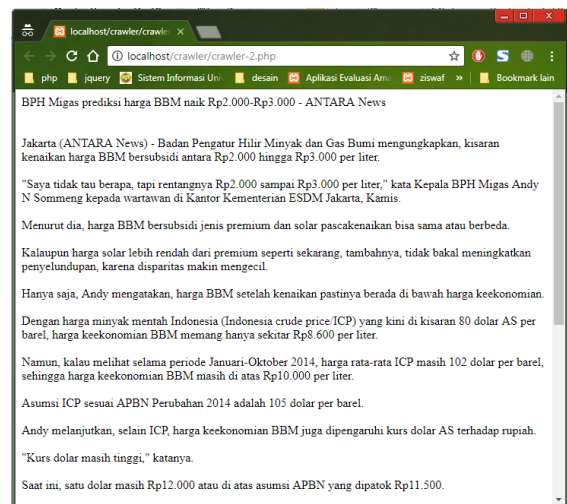 localhost/crawler/crawle
localhost/crawler/crawler-2.php
php jquery Sistem Informasi Uni desain Aplikasi Evaluasi Ama ziswaf » Bookmark lain
BPH Migas prediksi harga BBM naik Rp2.000-Rp3.000 - ANTARA News
Jakarta (ANTARA News) - Badan Pengatur Hilir Minyak dan Gas Bumi mengungkapkan, kisaran
kenaikan harga BBM bersubsidi antara Rp2.000 hingga Rp3.000 per liter.
"Saya tidak tau berapa, tapi rentangnya Rp2.000 sampai Rp3.000 per liter," kata Kepala BPH Migas Andy
N Sommeng kepada wartawan di Kantor Kementerian ESDM Jakarta, Kamis.
Menurut dia, harga BBM bersubsidi jenis premium dan solar pascakenaikan bisa sama atau berbeda.
Kalaupun harga solar lebih rendah dari premium seperti sekarang, tambahnya, tidak bakal meningkatkan
penyelundupan, karena disparitas makin mengecil.
Hanya saja, Andy mengatakan, harga BBM setelah kenaikan pastinya berada di bawah harga keekonomian.
Dengan harga minyak mentah Indonesia (Indonesia crude price/ICP) yang kini di kisaran 80 dolar AS per
barel, harga keekonomian BBM memang hanya sekitar Rp8.600 per liter.
Namun, kalau melihat selama periode Januari-Oktober 2014, harga rata-rata ICP masih 102 dolar per barel,
sehingga harga keekonomian BBM masih di atas Rp10.000 per liter.
Asumsi ICP sesuai APBN Perubahan 2014 adalah 105 dolar per barel.
Andy melanjutkan, selain ICP, harga keekonomian BBM juga dipengaruhi kurs dolar AS terhadap rupiah.
"Kurs dolar masih tinggi," katanya.
Saat ini, satu dolar masih Rp12.000 atau di atas asumsi APBN yang dipatok Rp11.500.